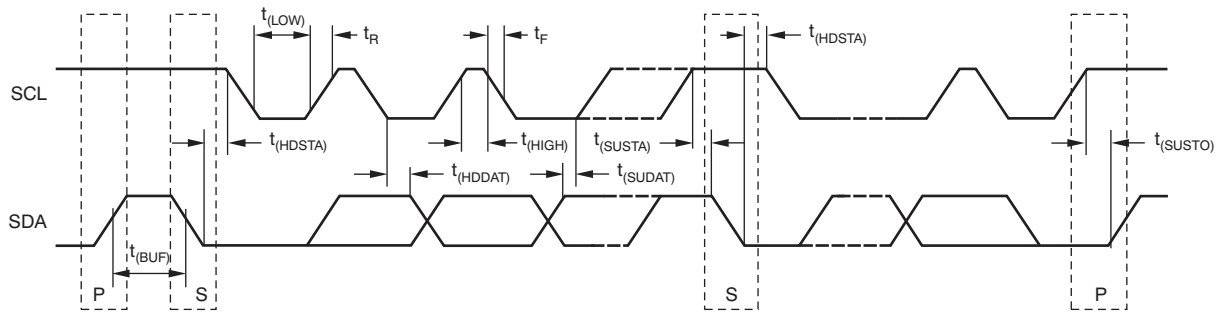 t(LOW)
tR
tF
t(HDSTA)
SCL
t(HDSTA)
t(HIGH)
t(SUSTA)
t(SUSTO)
t(HDDAT)
t(SUDAT)
SDA
t(BUF)
P
S
S
P